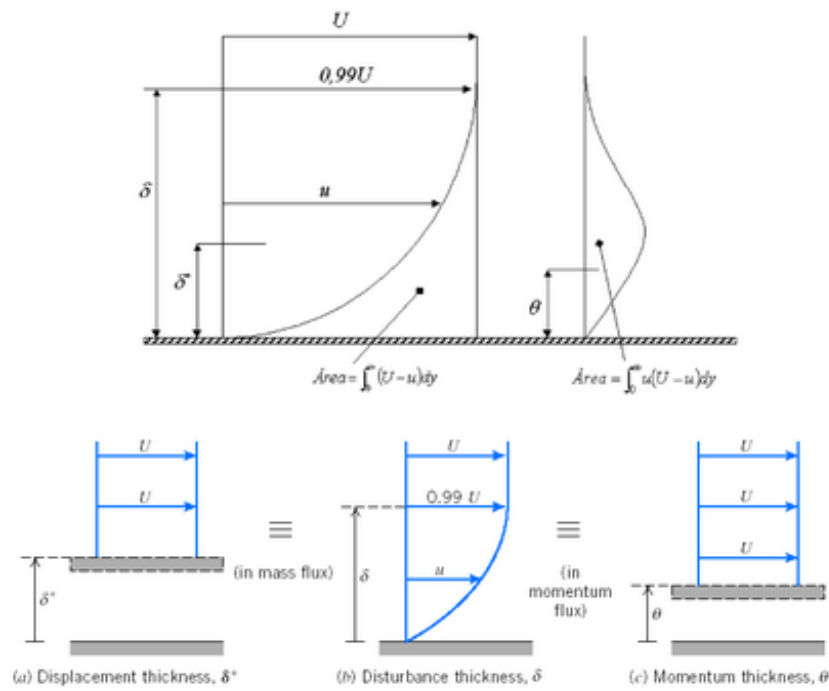 U
0,99U
δ
u
δ*
θ
Área=∫₀^∞(U−u)dy
Área=∫₀^∞u(U−u)dy
U U U
U 0.99 U U
≡ ≡
(in mass flux) (in
momentum
flux)
δ* δ u U θ
(a) Displacement thickness, δ* (b) Disturbance thickness, δ (c) Momentum thickness, θ